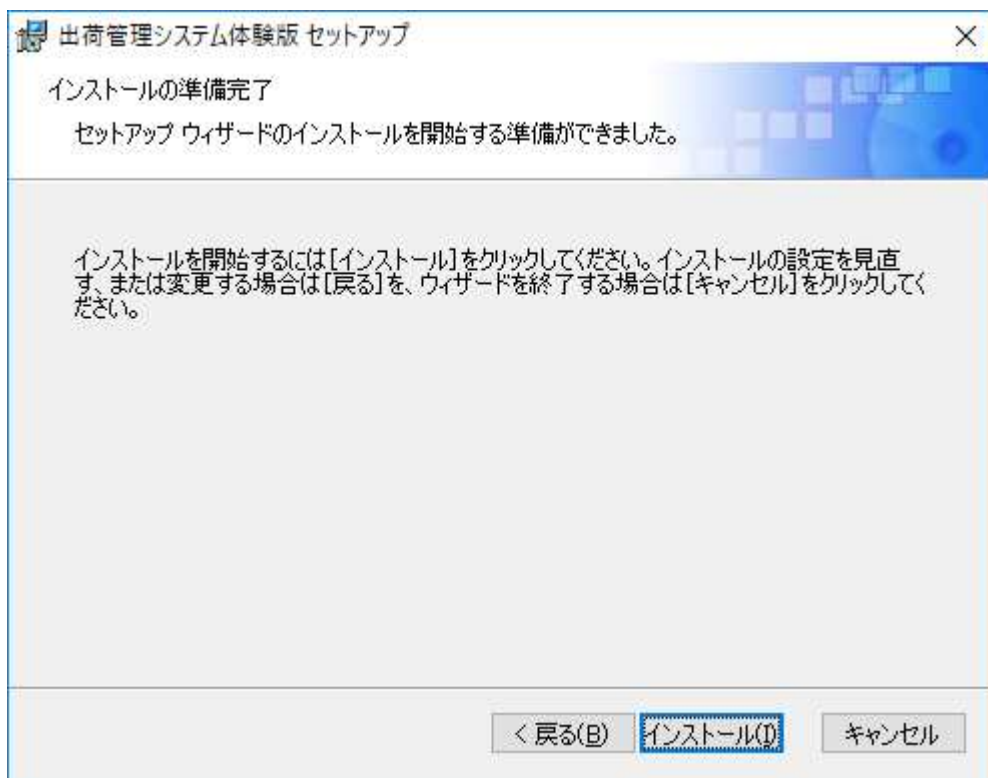 出荷管理システム体験版 セットアップ
インストールの準備完了
セットアップ ウィザードのインストールを開始する準備ができました。
インストールを開始するには[インストール]をクリックしてください。インストールの設定を見直
す、または変更する場合は[戻る]を、ウィザードを終了する場合は[キャンセル]をクリックしてく
ださい。
< 戻る(B) インストール(I) キャンセル